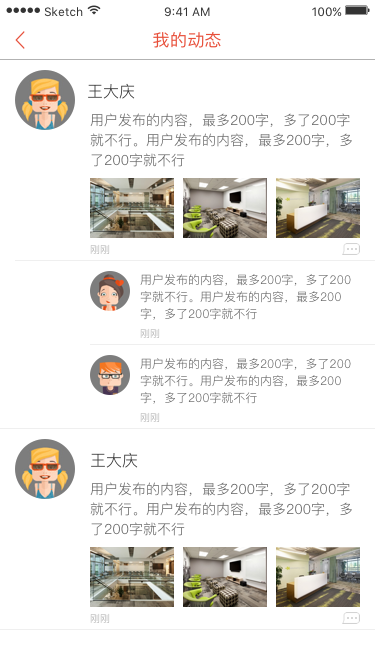 Sketch 9:41 AM 100%
我的动态
王大庆
用户发布的内容，最多200字，多了200字
就不行。用户发布的内容，最多200字，多
了200字就不行
刚刚
用户发布的内容，最多200字，多了200
字就不行。用户发布的内容，最多200
字，多了200字就不行
刚刚
用户发布的内容，最多200字，多了200
字就不行。用户发布的内容，最多200
字，多了200字就不行
刚刚
王大庆
用户发布的内容，最多200字，多了200字
就不行。用户发布的内容，最多200字，多
了200字就不行
刚刚